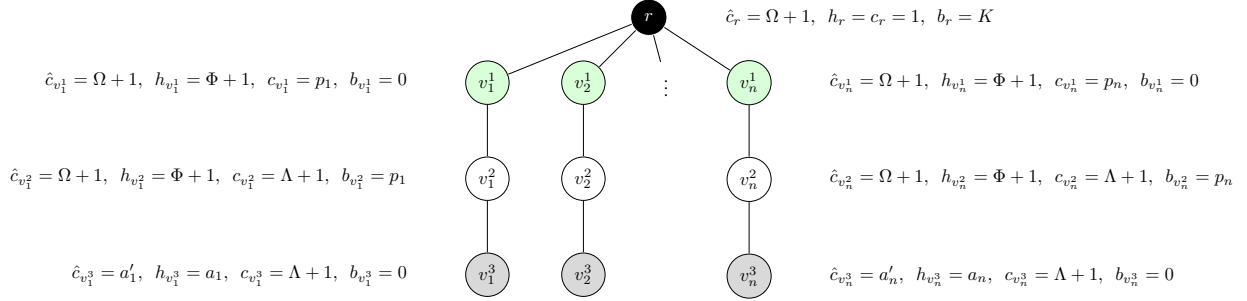 r ĉ_r = Ω + 1, h_r = c_r = 1, b_r = K
ĉ_{v_1^1} = Ω + 1, h_{v_1^1} = Φ + 1, c_{v_1^1} = p_1, b_{v_1^1} = 0 v_1^1 v_2^1 ⋮ v_n^1 ĉ_{v_n^1} = Ω + 1, h_{v_n^1} = Φ + 1, c_{v_n^1} = p_n, b_{v_n^1} = 0
ĉ_{v_1^2} = Ω + 1, h_{v_1^2} = Φ + 1, c_{v_1^2} = Λ + 1, b_{v_1^2} = p_1 v_1^2 v_2^2 v_n^2 ĉ_{v_n^2} = Ω + 1, h_{v_n^2} = Φ + 1, c_{v_n^2} = Λ + 1, b_{v_n^2} = p_n
ĉ_{v_1^3} = a'_1, h_{v_1^3} = a_1, c_{v_1^3} = Λ + 1, b_{v_1^3} = 0 v_1^3 v_2^3 v_n^3 ĉ_{v_n^3} = a'_n, h_{v_n^3} = a_n, c_{v_n^3} = Λ + 1, b_{v_n^3} = 0